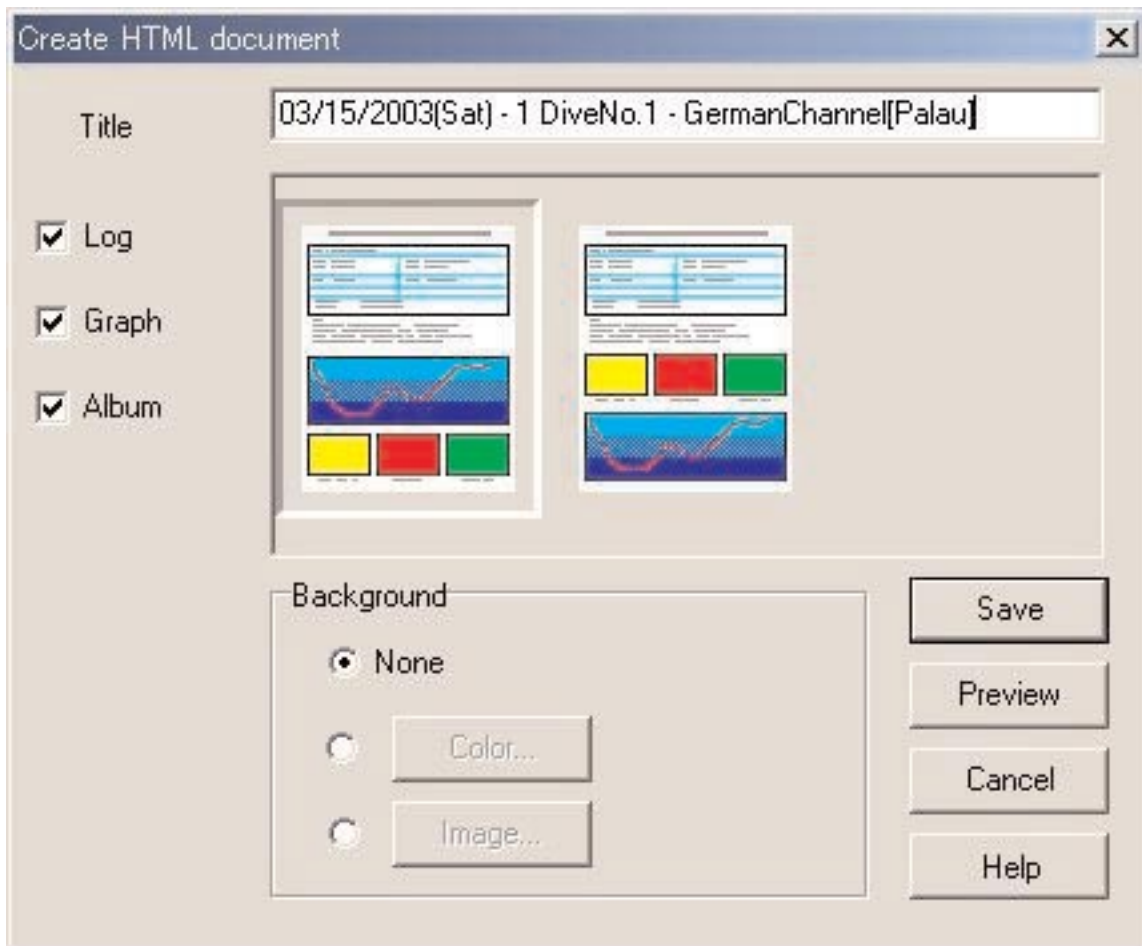 Create HTML document
Title
03/15/2003(Sat) - 1 DiveNo.1 - GermanChannel[Palau]
Log
Graph
Album
Background
None
Color...
Image...
Save
Preview
Cancel
Help